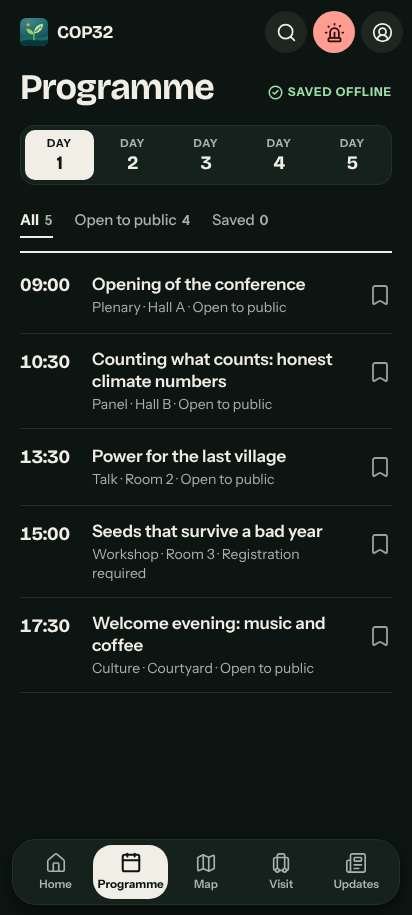 COP32
Programme
SAVED OFFLINE
DAY DAY DAY DAY DAY
1 2 3 4 5
All 5 Open to public 4 Saved 0
09:00 Opening of the conference
Plenary · Hall A · Open to public
10:30 Counting what counts: honest
climate numbers
Panel · Hall B · Open to public
13:30 Power for the last village
Talk · Room 2 · Open to public
15:00 Seeds that survive a bad year
Workshop · Room 3 · Registration
required
17:30 Welcome evening: music and
coffee
Culture · Courtyard · Open to public
Home Programme Map Visit Updates